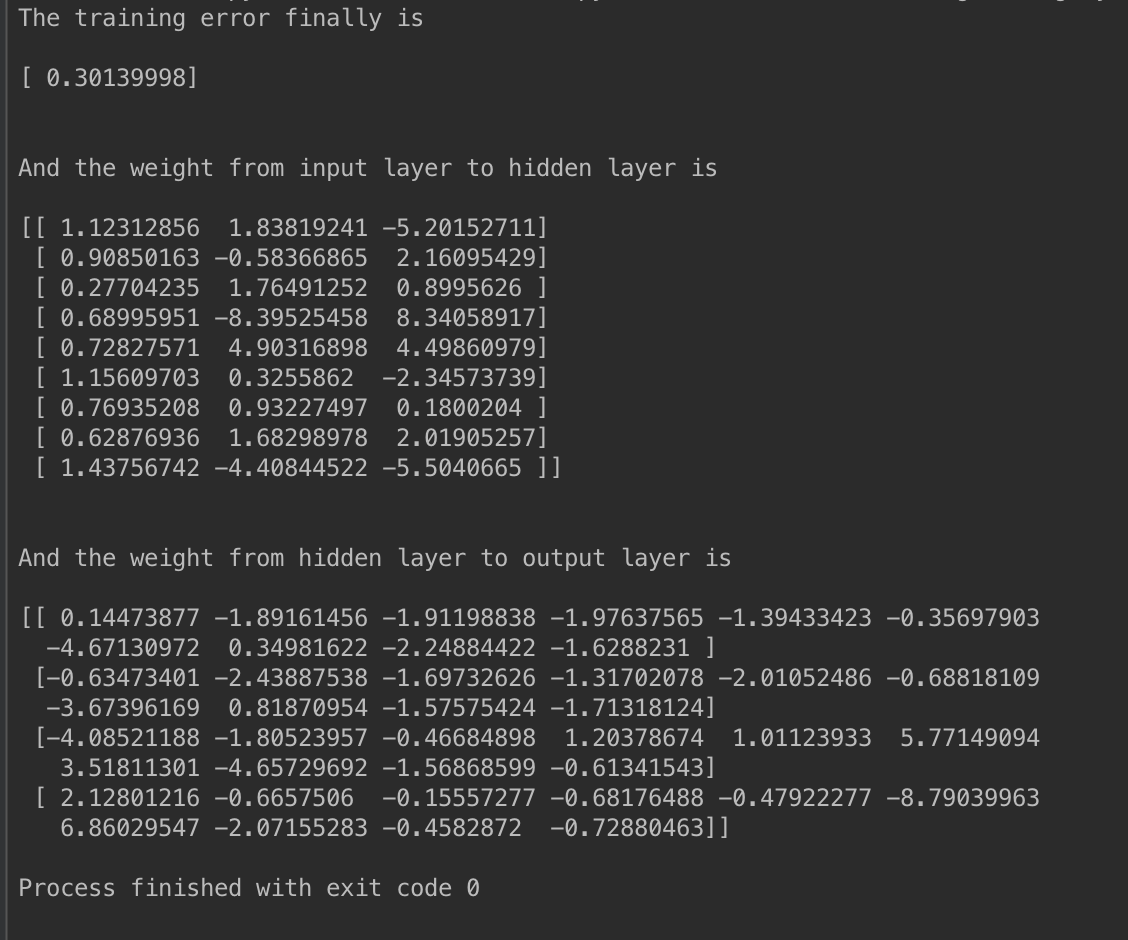 The training error finally is
[ 0.30139998]
And the weight from input layer to hidden layer is
[[ 1.12312856  1.83819241 −5.20152711]
 [ 0.90850163 −0.58366865  2.16095429]
 [ 0.27704235  1.76491252  0.8995626 ]
 [ 0.68995951 −8.39525458  8.34058917]
 [ 0.72827571  4.90316898  4.49860979]
 [ 1.15609703  0.3255862  −2.34573739]
 [ 0.76935208  0.93227497  0.1800204 ]
 [ 0.62876936  1.68298978  2.01905257]
 [ 1.43756742 −4.40844522 −5.5040665 ]]
And the weight from hidden layer to output layer is
[[ 0.14473877 −1.89161456 −1.91198838 −1.97637565 −1.39433423 −0.35697903
  −4.67130972  0.34981622 −2.24884422 −1.6288231 ]
 [−0.63473401 −2.43887538 −1.69732626 −1.31702078 −2.01052486 −0.68818109
  −3.67396169  0.81870954 −1.57575424 −1.71318124]
 [−4.08521188 −1.80523957 −0.46684898  1.20378674  1.01123933  5.77149094
   3.51811301 −4.65729692 −1.56868599 −0.61341543]
 [ 2.12801216 −0.6657506  −0.15557277 −0.68176488 −0.47922277 −8.79039963
   6.86029547 −2.07155283 −0.4582872  −0.72880463]]
Process finished with exit code 0